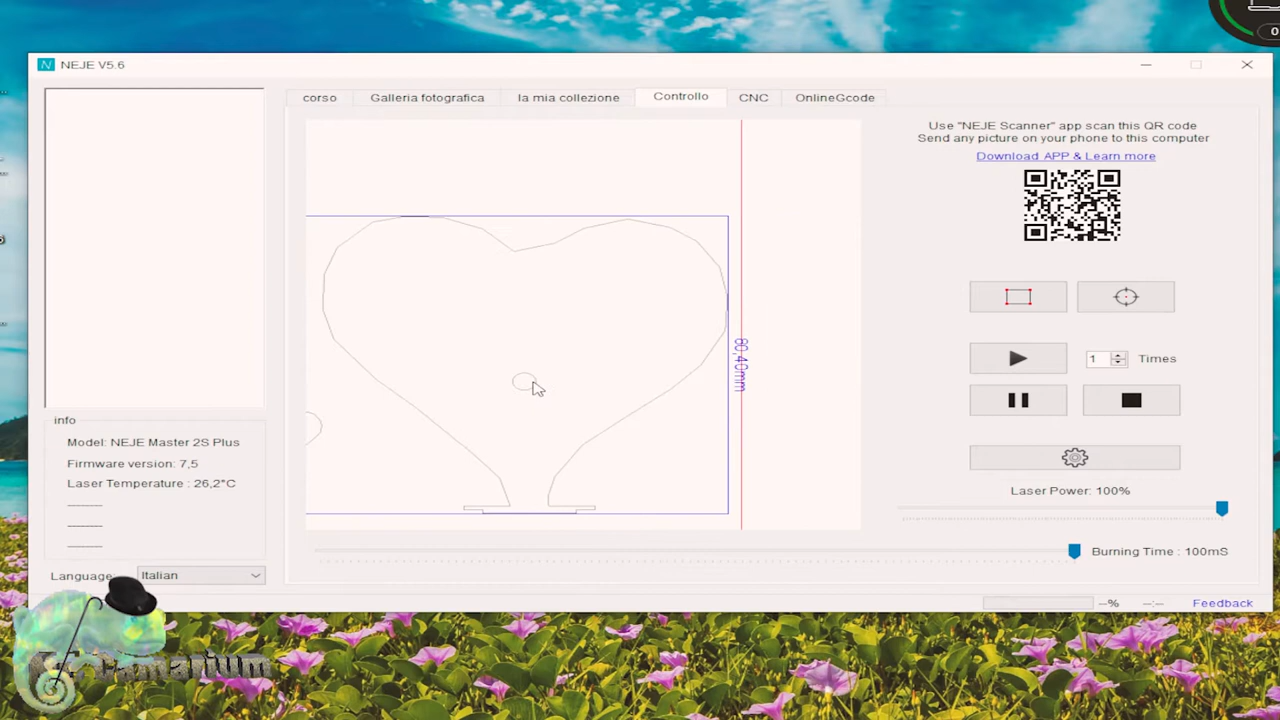 N NEJE V5.6
corso
Galleria fotografica
la mia collezione
Controllo
CNC
OnlineGcode
Use "NEJE Scanner" app scan this QR code
Send any picture on your phone to this computer
Download APP & Learn more
60,40mm
1 Times
info
Model: NEJE Master 2S Plus
Firmware version: 7,5
Laser Temperature : 26,2°C
--------
--------
--------
Laser Power: 100%
Burning Time : 100mS
Language
Italian
--%
--:--
Feedback